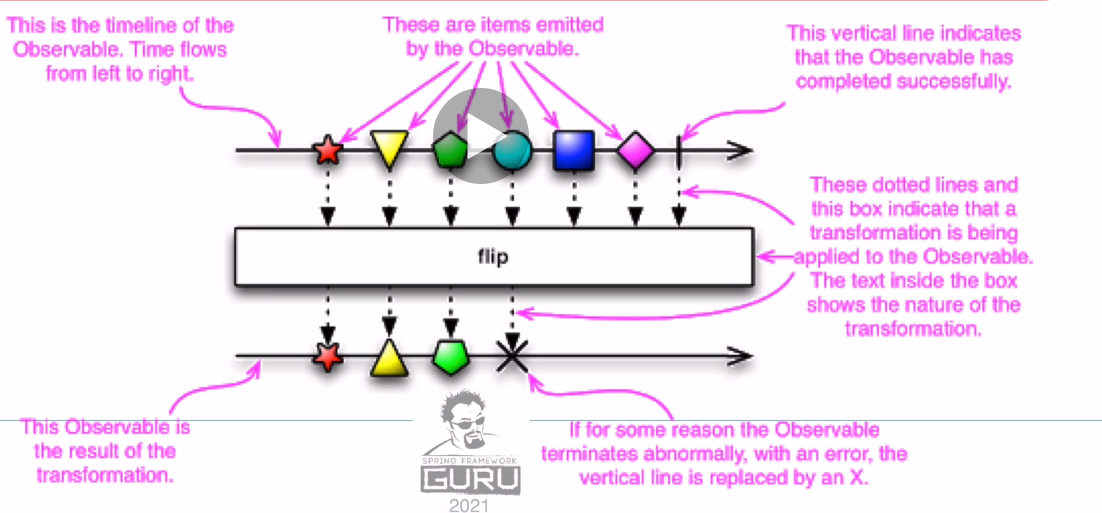 This is the timeline of the
Observable. Time flows
from left to right.
These are items emitted
by the Observable.
This vertical line indicates
that the Observable has
completed successfully.
These dotted lines and
this box indicate that a
transformation is being
applied to the Observable.
The text inside the box
shows the nature of the
transformation.
flip
This Observable is
the result of the
transformation.
If for some reason the Observable
terminates abnormally, with an error, the
vertical line is replaced by an X.
SPRING FRAMEWORK
GURU
2021